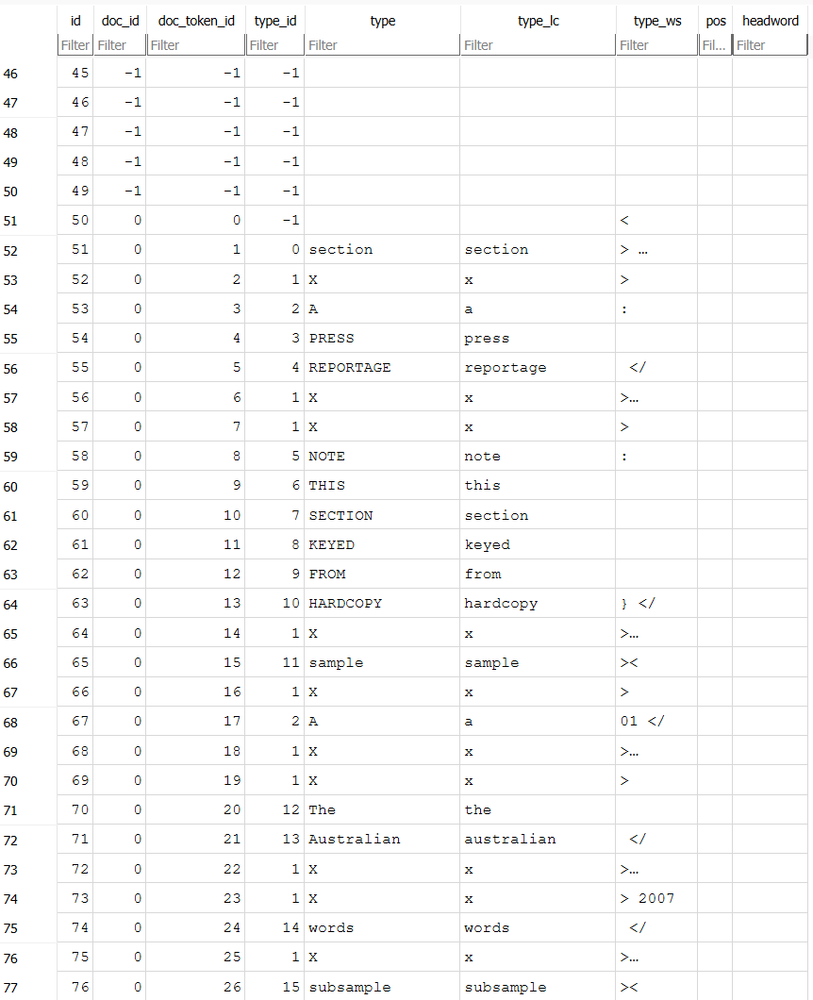 id doc_id doc_token_id type_id type type_lc type_ws pos headword
Filter Filter Filter Filter Filter Filter Filter Fil... Filter
46 45 -1 -1 -1
47 46 -1 -1 -1
48 47 -1 -1 -1
49 48 -1 -1 -1
50 49 -1 -1 -1
51 50 0 0 -1 <
52 51 0 1 0 section section > …
53 52 0 2 1 X x >
54 53 0 3 2 A a :
55 54 0 4 3 PRESS press
56 55 0 5 4 REPORTAGE reportage </
57 56 0 6 1 X x >…
58 57 0 7 1 X x >
59 58 0 8 5 NOTE note :
60 59 0 9 6 THIS this
61 60 0 10 7 SECTION section
62 61 0 11 8 KEYED keyed
63 62 0 12 9 FROM from
64 63 0 13 10 HARDCOPY hardcopy } </
65 64 0 14 1 X x >…
66 65 0 15 11 sample sample ><
67 66 0 16 1 X x >
68 67 0 17 2 A a 01 </
69 68 0 18 1 X x >…
70 69 0 19 1 X x >
71 70 0 20 12 The the
72 71 0 21 13 Australian australian </
73 72 0 22 1 X x >…
74 73 0 23 1 X x > 2007
75 74 0 24 14 words words </
76 75 0 25 1 X x >…
77 76 0 26 15 subsample subsample ><